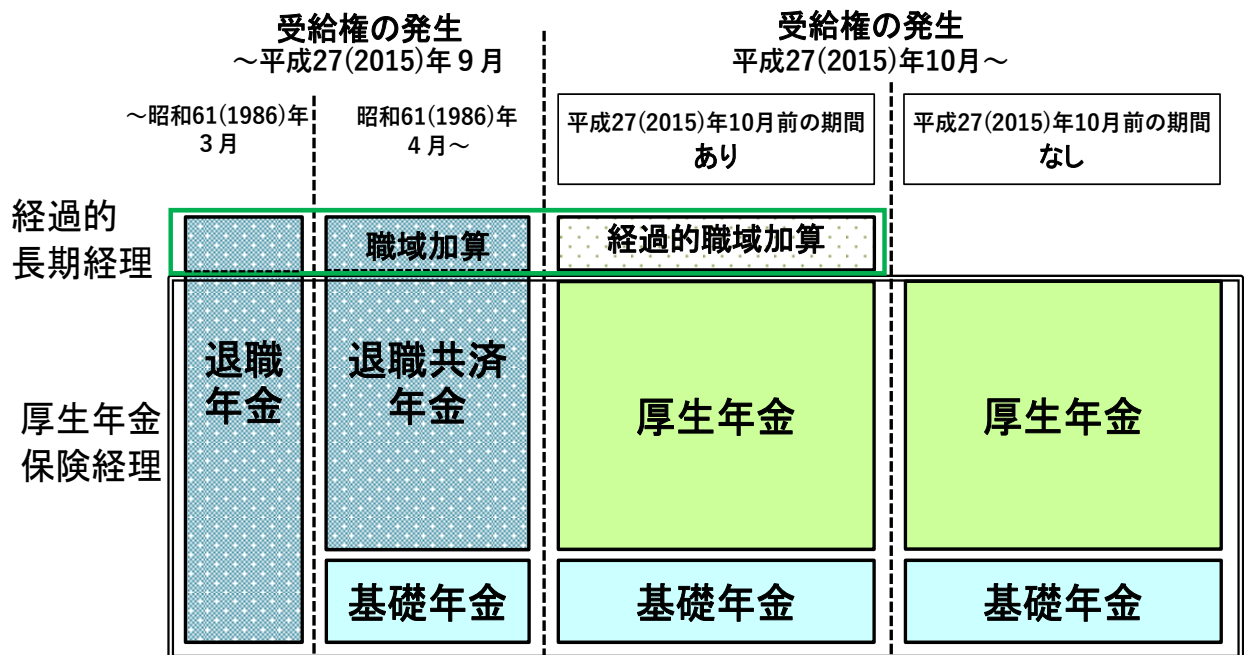 受給権の発生
～平成27(2015)年９月
受給権の発生
平成27(2015)年10月～
～昭和61(1986)年
３月
昭和61(1986)年
４月～
平成27(2015)年10月前の期間
あり
平成27(2015)年10月前の期間
なし
経過的
長期経理
職域加算
経過的職域加算
厚生年金
保険経理
退職
年金
退職共済
年金
厚生年金
厚生年金
基礎年金
基礎年金
基礎年金